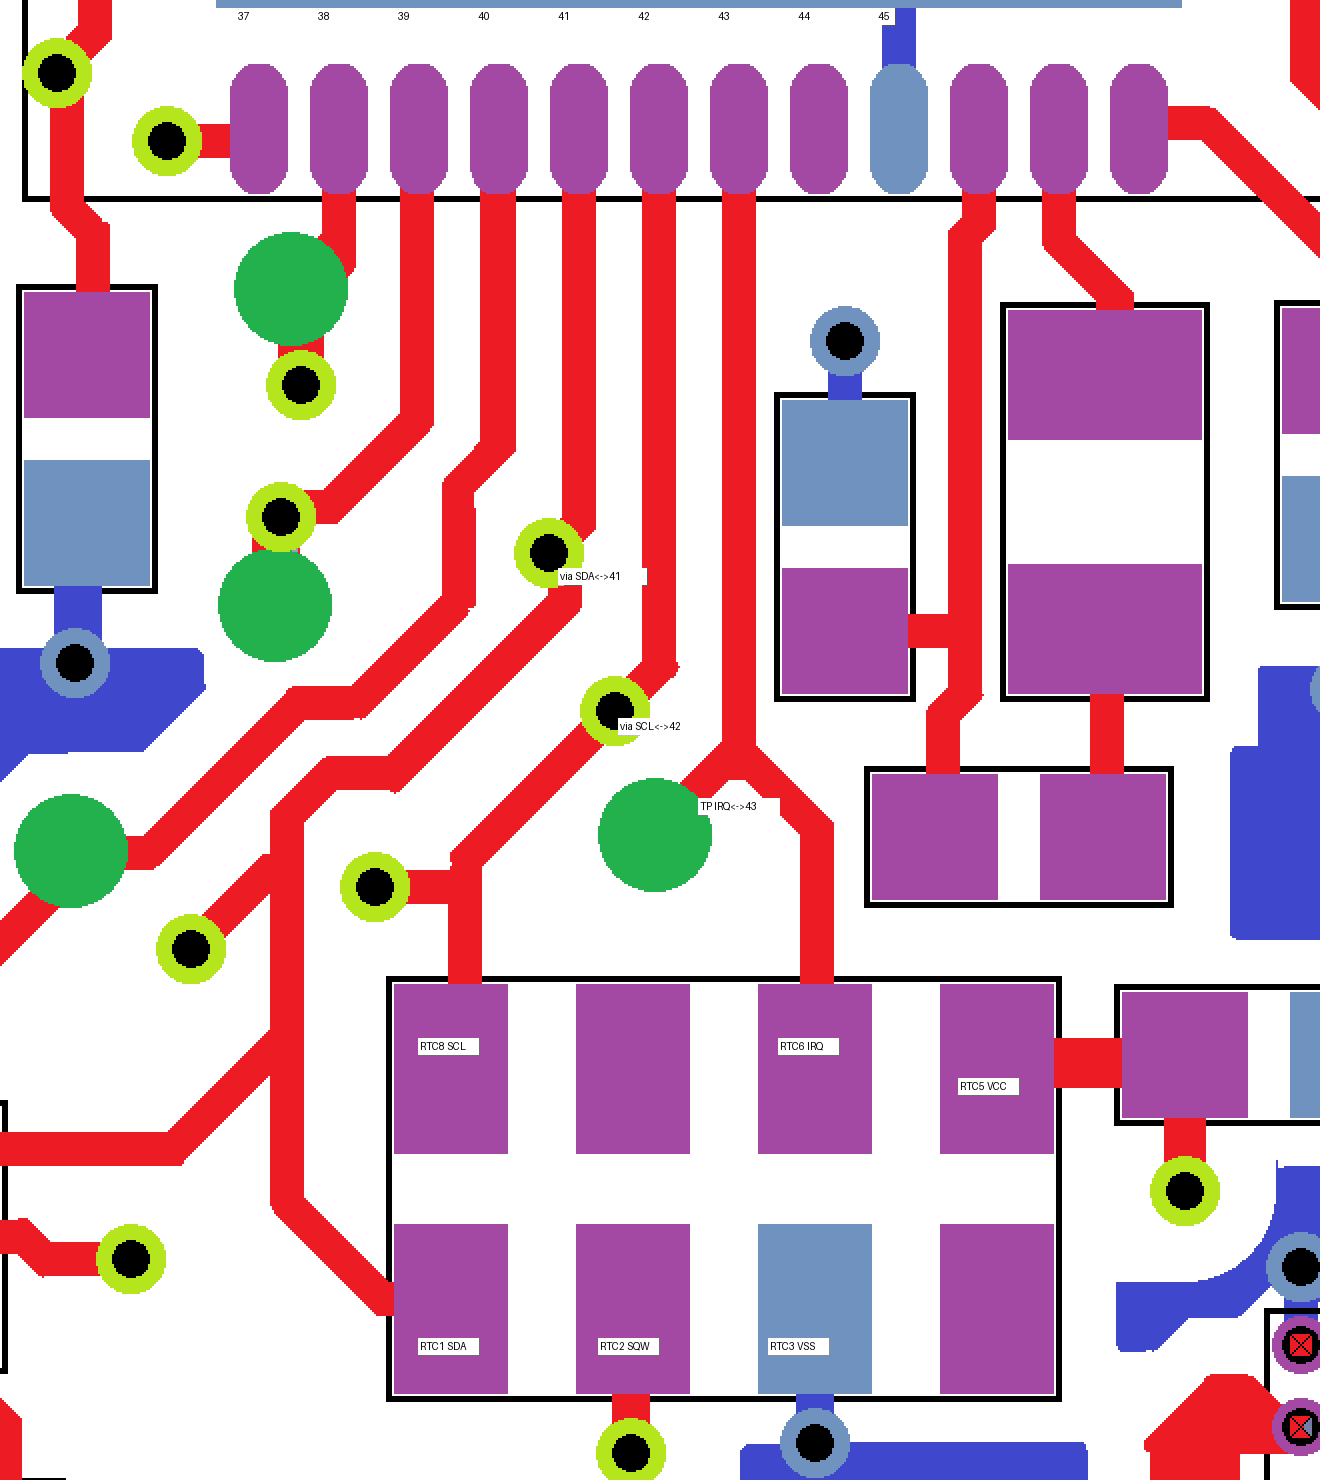 37 38 39 40 41 42 43 44 45
via SDA<->41
via SCL<->42
TP IRQ<->43
RTC8 SCL
RTC6 IRQ
RTC5 VCC
RTC1 SDA
RTC2 SQW
RTC3 VSS